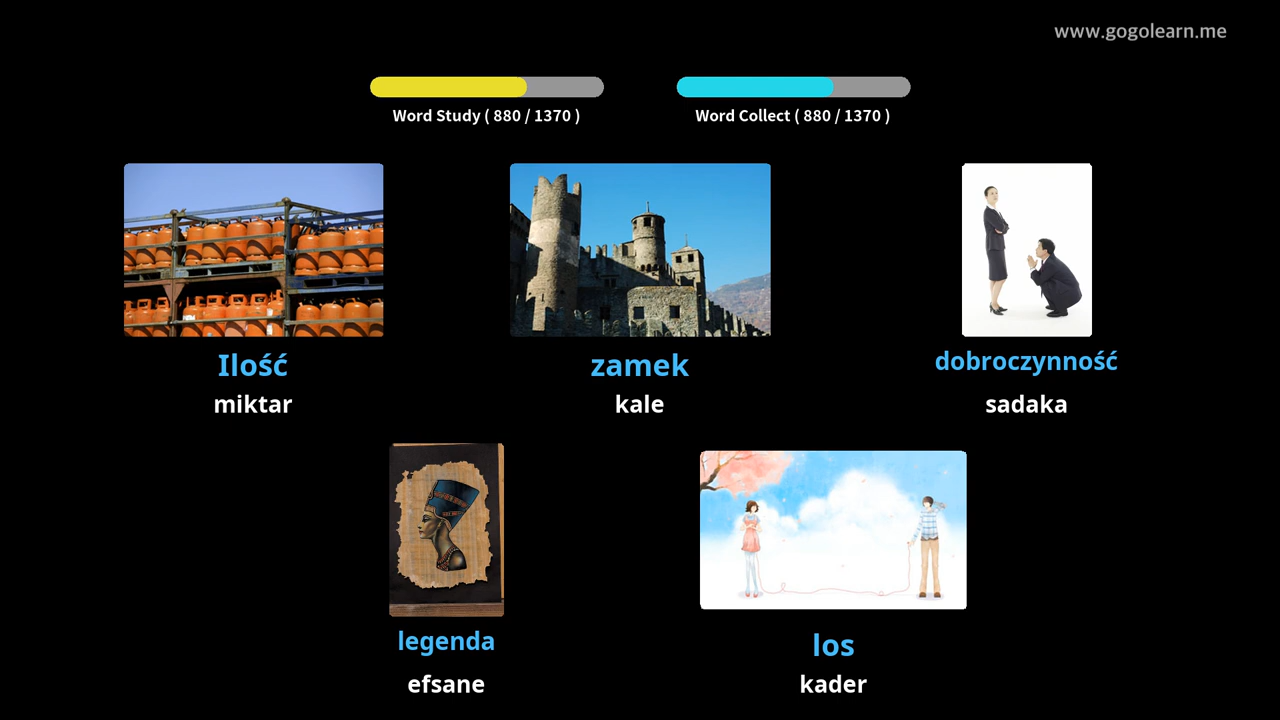 www.gogolearn.me
Word Study ( 880 / 1370 )
Word Collect ( 880 / 1370 )
Ilość
zamek
dobroczynność
miktar
kale
sadaka
legenda
los
efsane
kader